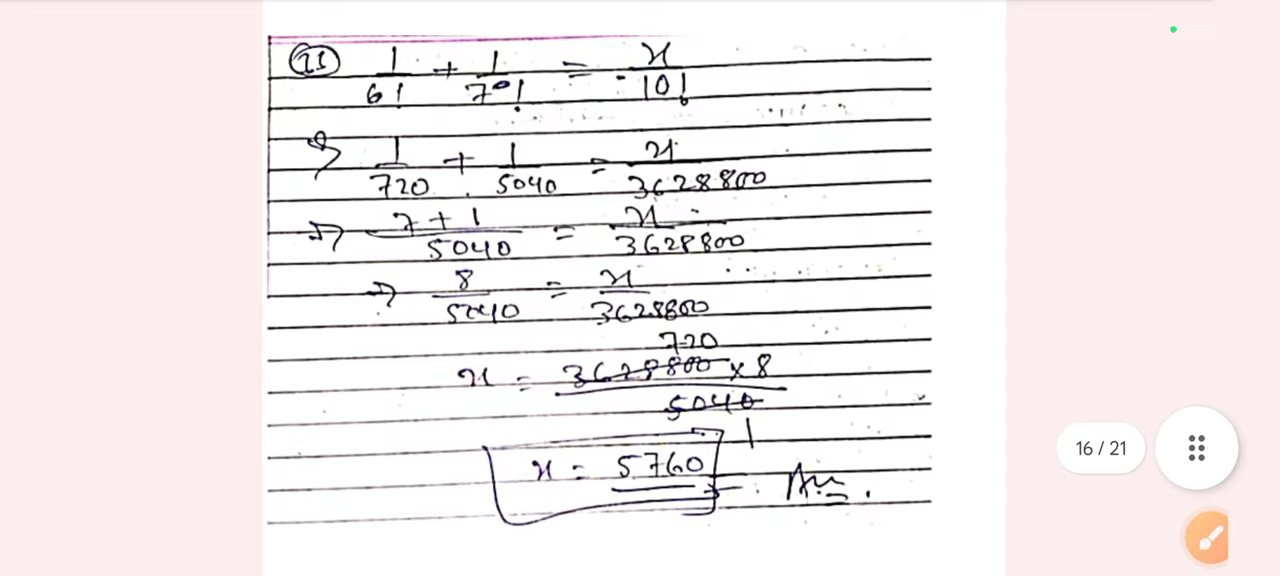 (11) 1/6! + 1/7! = x/10!
⇒ 1/720 + 1/5040 = x/3628800
⇒ 7+1/5040 = x/3628800
⇒ 8/5040 = x/3628800
x = 3628800 × 8/5040
720
1
x = 5760 Ans.
16 / 21